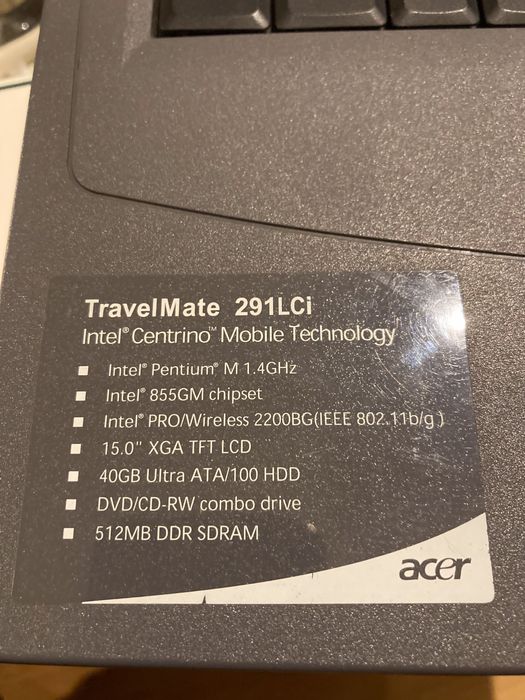 TravelMate 291LCi
Intel® Centrino™ Mobile Technology
■ Intel® Pentium® M 1.4GHz
■ Intel® 855GM chipset
■ Intel® PRO/Wireless 2200BG(IEEE 802.11b/g )
■ 15.0" XGA TFT LCD
■ 40GB Ultra ATA/100 HDD
■ DVD/CD-RW combo drive
■ 512MB DDR SDRAM
acer